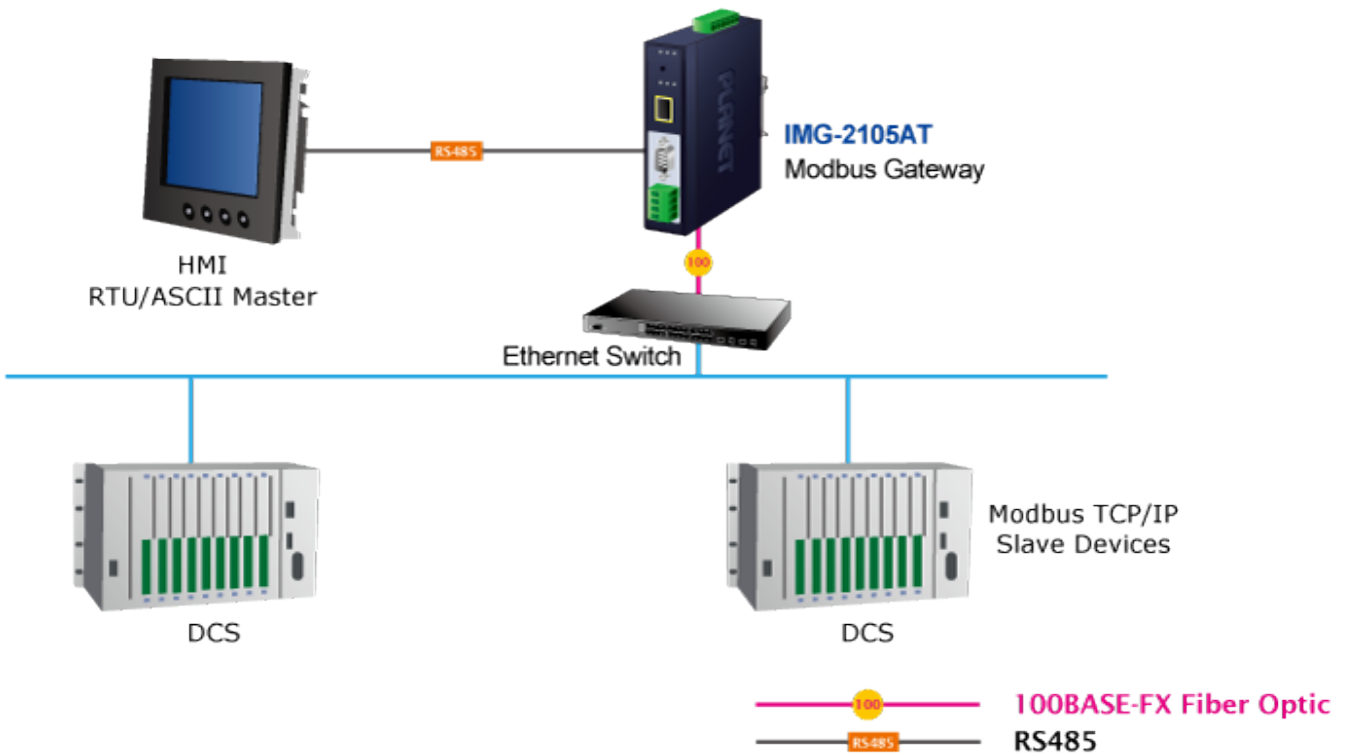 PLANET
RS485
IMG-2105AT
Modbus Gateway
HMI
RTU/ASCII Master
100
Ethernet Switch
Modbus TCP/IP
Slave Devices
DCS
DCS
100
100BASE-FX Fiber Optic
RS485
RS485